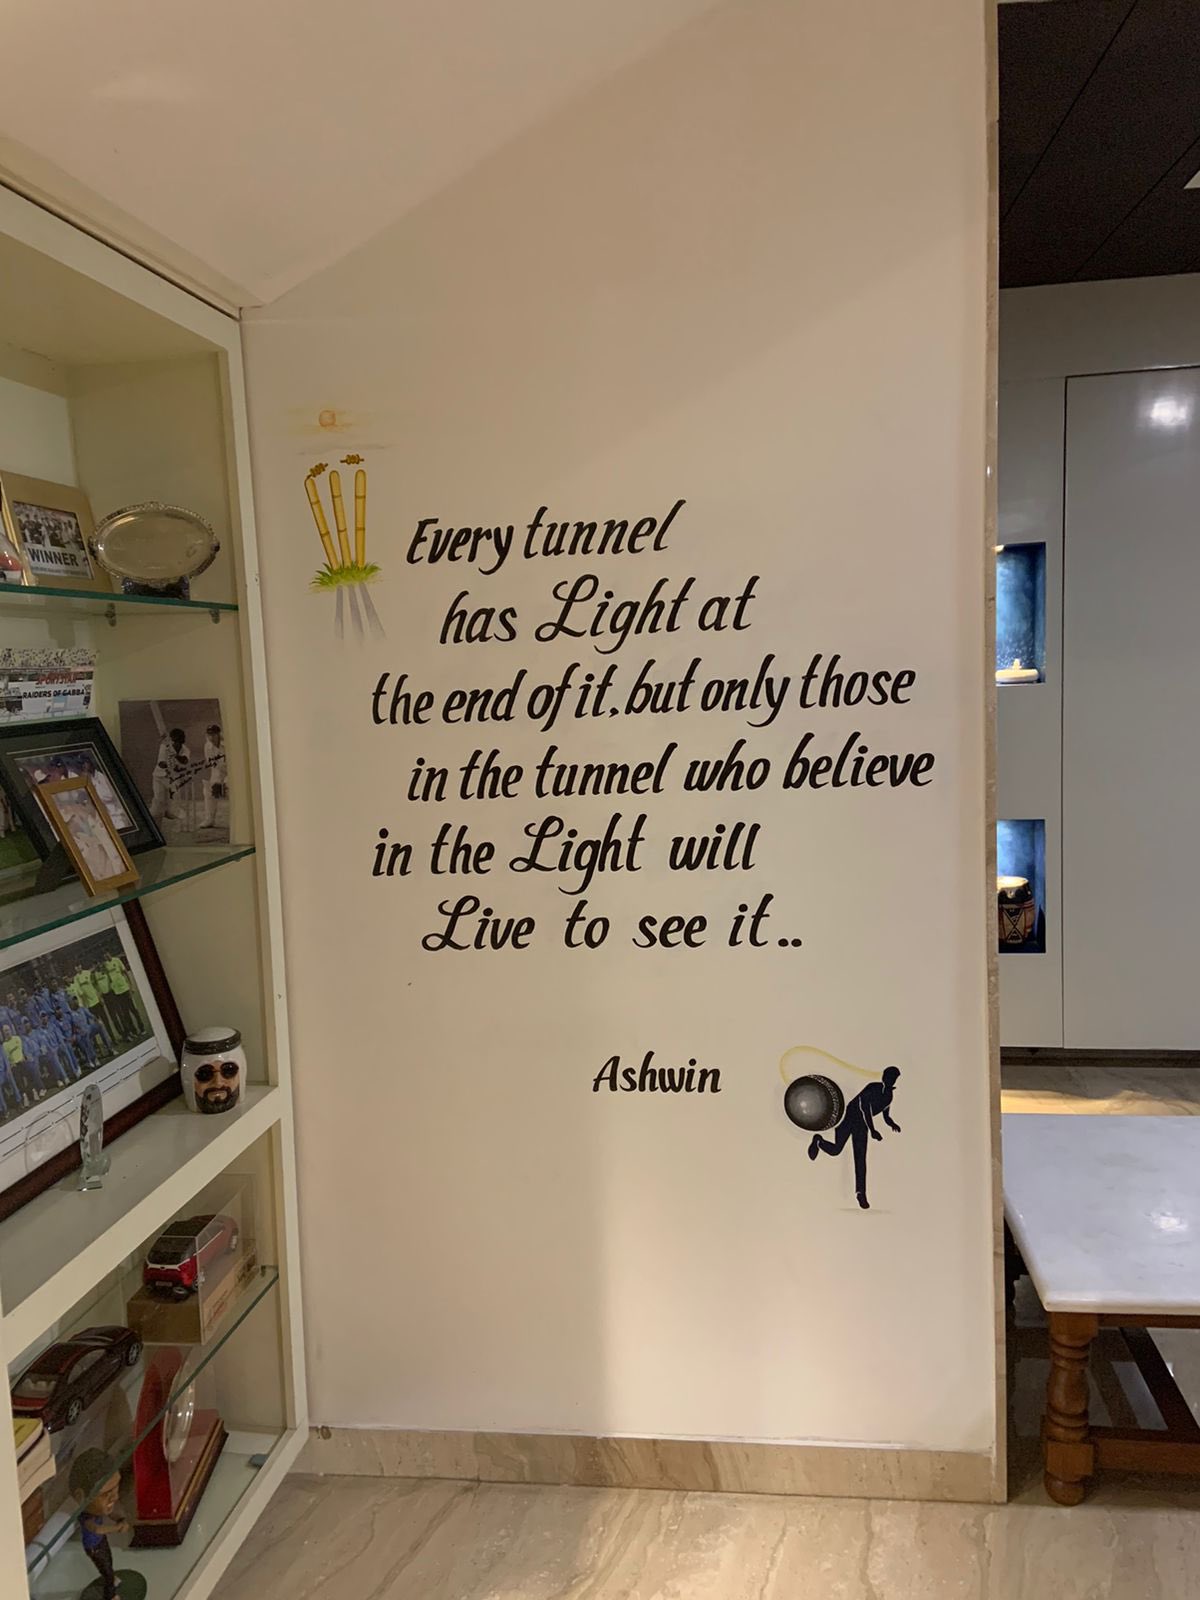 Every tunnel
has Light at
the end of it, but only those
in the tunnel who believe
in the Light will
Live to see it..
Ashwin
WINNER
SPORTSTAR
RAIDERS OF GABBA